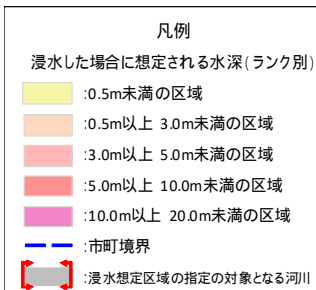 凡例
浸水した場合に想定される水深(ランク別)
:0.5m未満の区域
:0.5m以上 3.0m未満の区域
:3.0m以上 5.0m未満の区域
:5.0m以上 10.0m未満の区域
:10.0m以上 20.0m未満の区域
:市町境界
:浸水想定区域の指定の対象となる河川